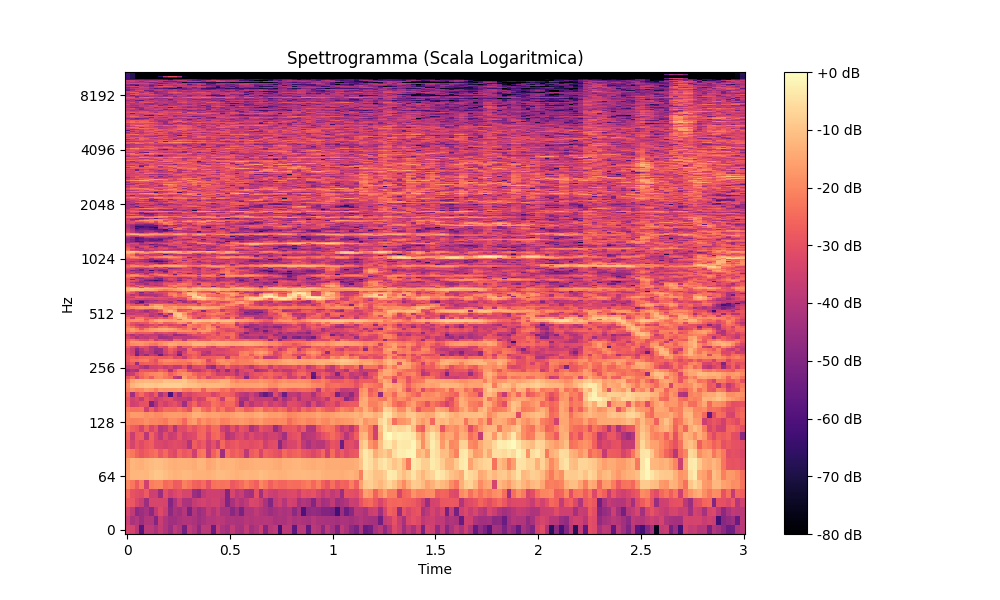 Spettrogramma (Scala Logaritmica)
8192
4096
2048
1024
512
256
128
64
0
Hz
0
0.5
1
1.5
2
2.5
3
Time
+0 dB
-10 dB
-20 dB
-30 dB
-40 dB
-50 dB
-60 dB
-70 dB
-80 dB